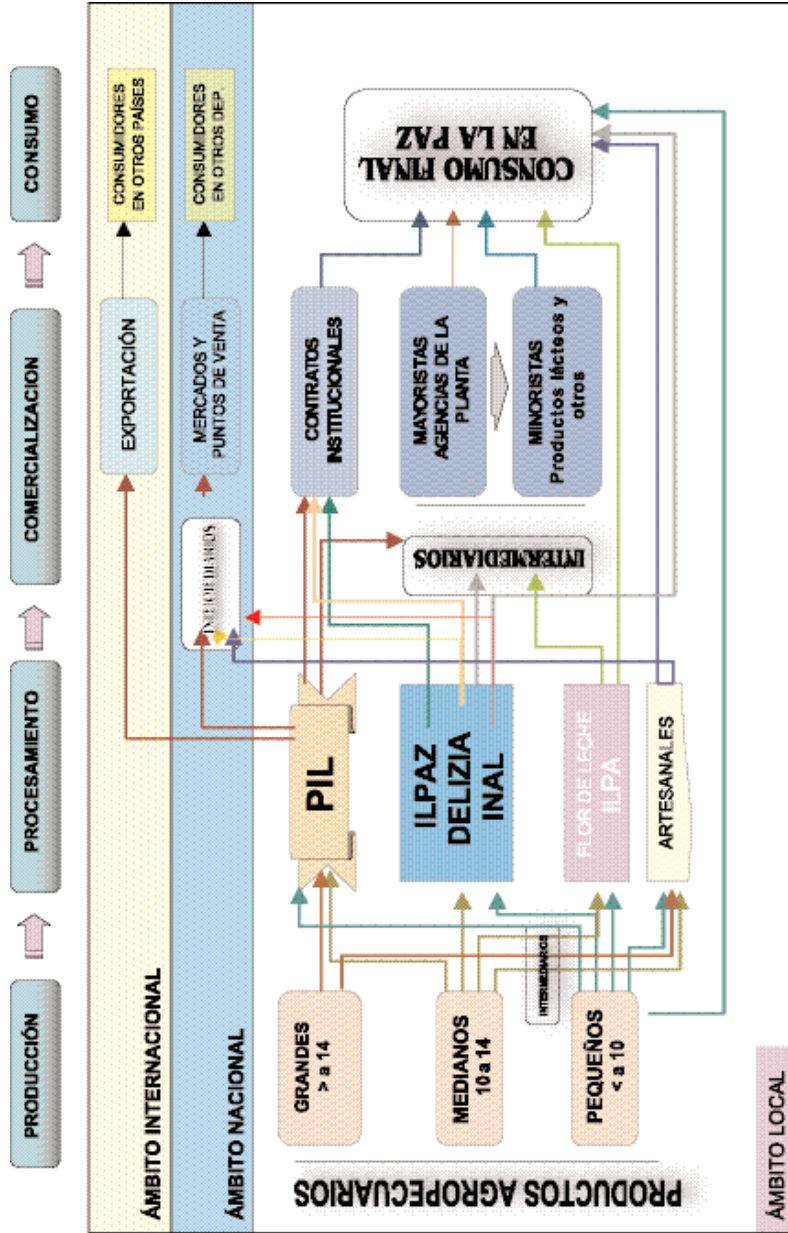 PRODUCCIÓN
PROCESAMIENTO
COMERCIALIZACION
CONSUMO
ÁMBITO INTERNACIONAL
EXPORTACIÓN
CONSUMIDORES
EN OTROS PAÍSES
ÁMBITO NACIONAL
MERCADOS Y
PUNTOS DE VENTA
CONSUMIDORES
EN OTROS DEP.
PRODUCTOS AGROPECUARIOS
GRANDES
> a 14
MEDIANOS
10 a 14
PEQUEÑOS
< a 10
INTERMEDIARIOS
PIL
ILPAZ
DELIZIA
INAL
FLOR DE LECHE
ILPA
ARTESANALES
INTERMEDIARIOS
CONTRATOS
INSTITUCIONALES
MAYORISTAS
AGENCIAS DE LA
PLANTA
MINORISTAS
Productos lácteos y
otros
CONSUMO FINAL
EN LA PAZ
ÁMBITO LOCAL